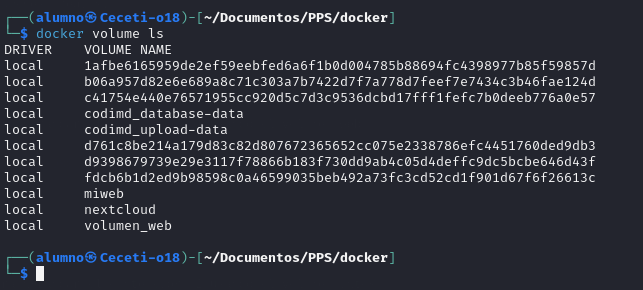 ┌──(alumno㉿Ceceti-o18)-[~/Documentos/PPS/docker]
└─$ docker volume ls
DRIVER    VOLUME NAME
local     1afbe6165959de2ef59eebfed6a6f1b0d004785b88694fc4398977b85f59857d
local     b06a957d82e6e689a8c71c303a7b7422d7f7a778d7feef7e7434c3b46fae124d
local     c41754e440e76571955cc920d5c7d3c9536dcbd17fff1fefc7b0deeb776a0e57
local     codimd_database-data
local     codimd_upload-data
local     d761c8be214a179d83c82d807672365652cc075e2338786efc4451760ded9db3
local     d9398679739e29e3117f78866b183f730dd9ab4c05d4deffc9dc5bcbe646d43f
local     fdcb6b1d2ed9b98598c0a46599035beb492a73fc3cd52cd1f901d67f6f26613c
local     miweb
local     nextcloud
local     volumen_web
┌──(alumno㉿Ceceti-o18)-[~/Documentos/PPS/docker]
└─$